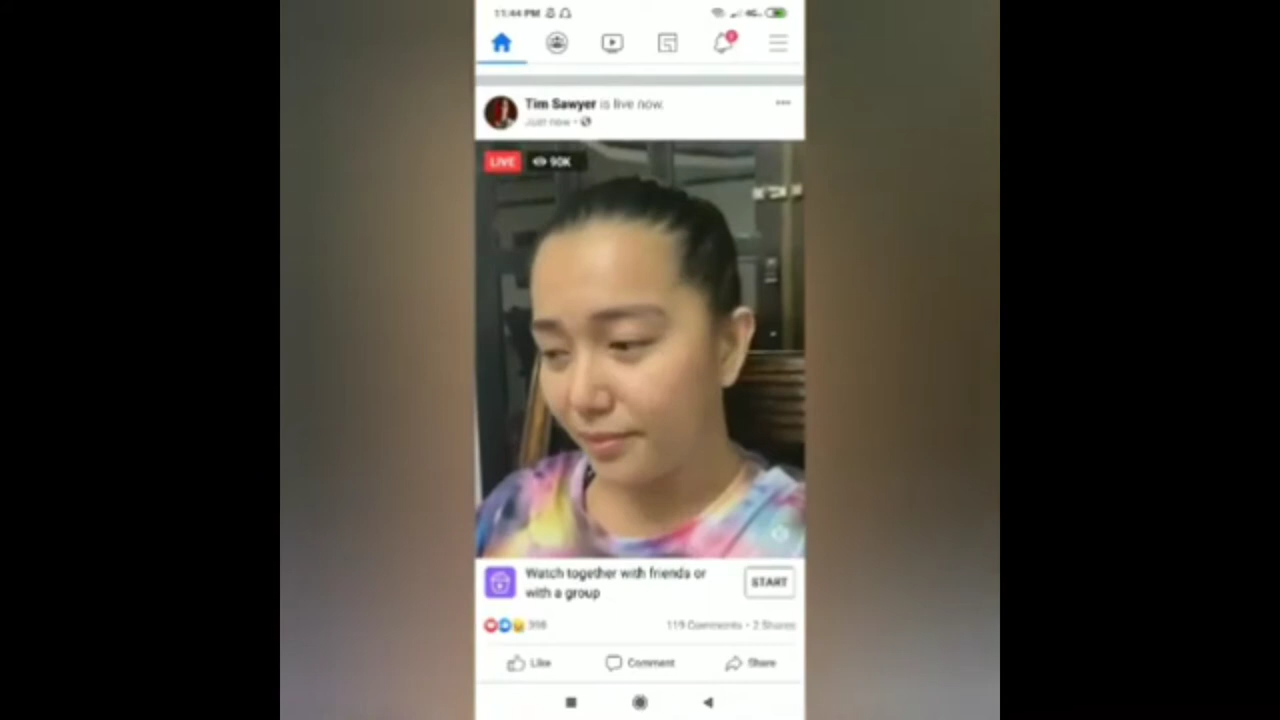 11:44 PM
Tim Sawyer is live now.
Just now
LIVE 90K
Watch together with friends or
with a group
START
398
119 Comments • 2 Shares
Like Comment Share